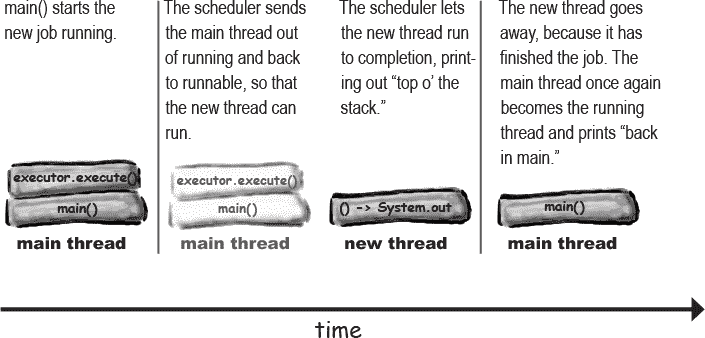 main() starts the
new job running.
The scheduler sends
the main thread out
of running and back
to runnable, so that
the new thread can
run.
The scheduler lets
the new thread run
to completion, print-
ing out “top o’ the
stack.”
The new thread goes
away, because it has
finished the job. The
main thread once again
becomes the running
thread and prints “back
in main.”
executor.execute()
main()
main thread
executor.execute()
main()
main thread
() -> System.out
new thread
main()
main thread
time